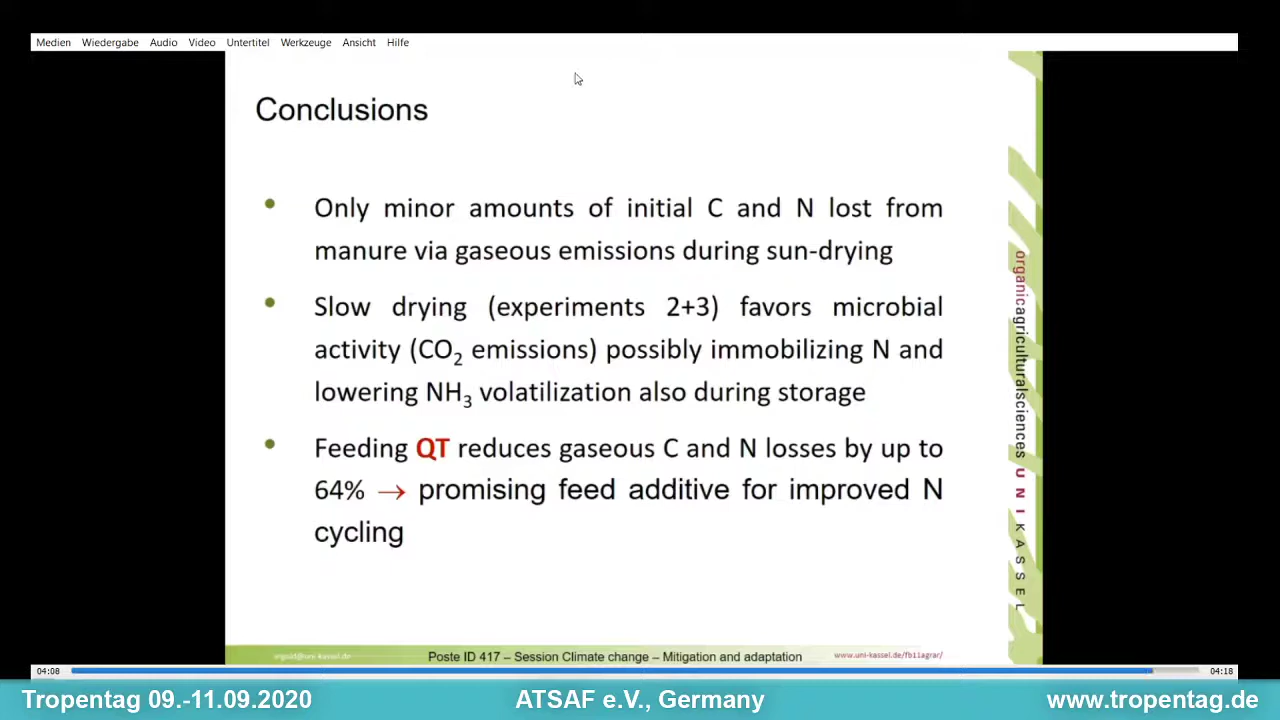 Medien Wiedergabe Audio Video Untertitel Werkzeuge Ansicht Hilfe
Conclusions
• Only minor amounts of initial C and N lost from
manure via gaseous emissions during sun-drying
• Slow drying (experiments 2+3) favors microbial
activity (CO₂ emissions) possibly immobilizing N and
lowering NH₃ volatilization also during storage
• Feeding QT reduces gaseous C and N losses by up to
64% → promising feed additive for improved N
cycling
organicagriculturalsciences UNIKASSEL
Poste ID 417 – Session Climate change – Mitigation and adaptation
www.uni-kassel.de/fb11agrar/
04:08
04:18
Tropentag 09.-11.09.2020
ATSAF e.V., Germany
www.tropentag.de